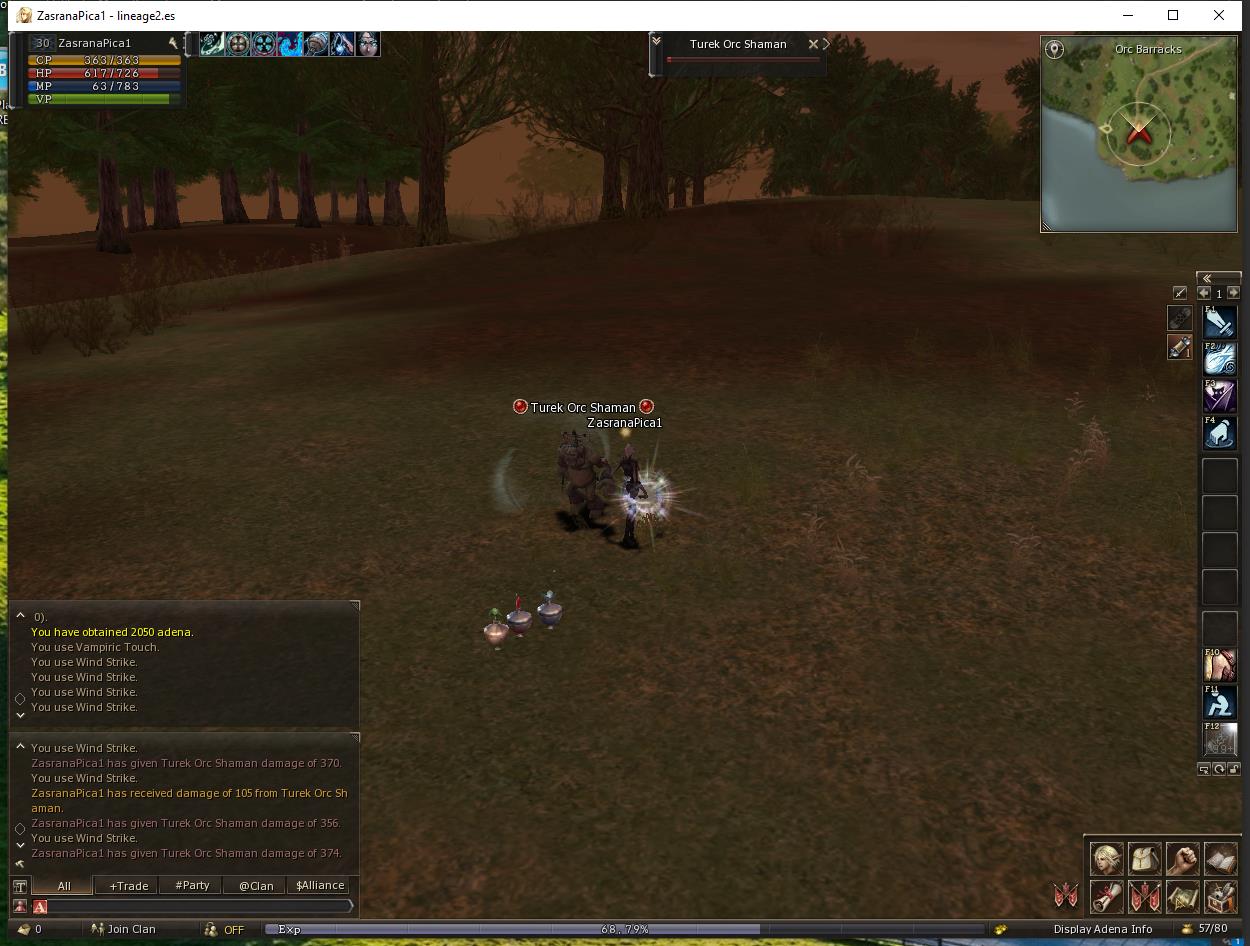 ZasranaPica1 - lineage2.es
30 ZasranaPica1
CP 363/363
HP 617/726
MP 63/783
VP
Turek Orc Shaman
Orc Barracks
1
F1
F2
F3
F4
F10
F11
F12
99+
1
Turek Orc Shaman
ZasranaPica1
0).
You have obtained 2050 adena.
You use Vampiric Touch.
You use Wind Strike.
You use Wind Strike.
You use Wind Strike.
You use Wind Strike.
You use Wind Strike.
ZasranaPica1 has given Turek Orc Shaman damage of 370.
You use Wind Strike.
ZasranaPica1 has received damage of 105 from Turek Orc Sh
aman.
ZasranaPica1 has given Turek Orc Shaman damage of 356.
You use Wind Strike.
ZasranaPica1 has given Turek Orc Shaman damage of 374.
T All +Trade #Party @Clan $Alliance
A
0 Join Clan OFF Exp 68.79% Display Adena Info 57/80